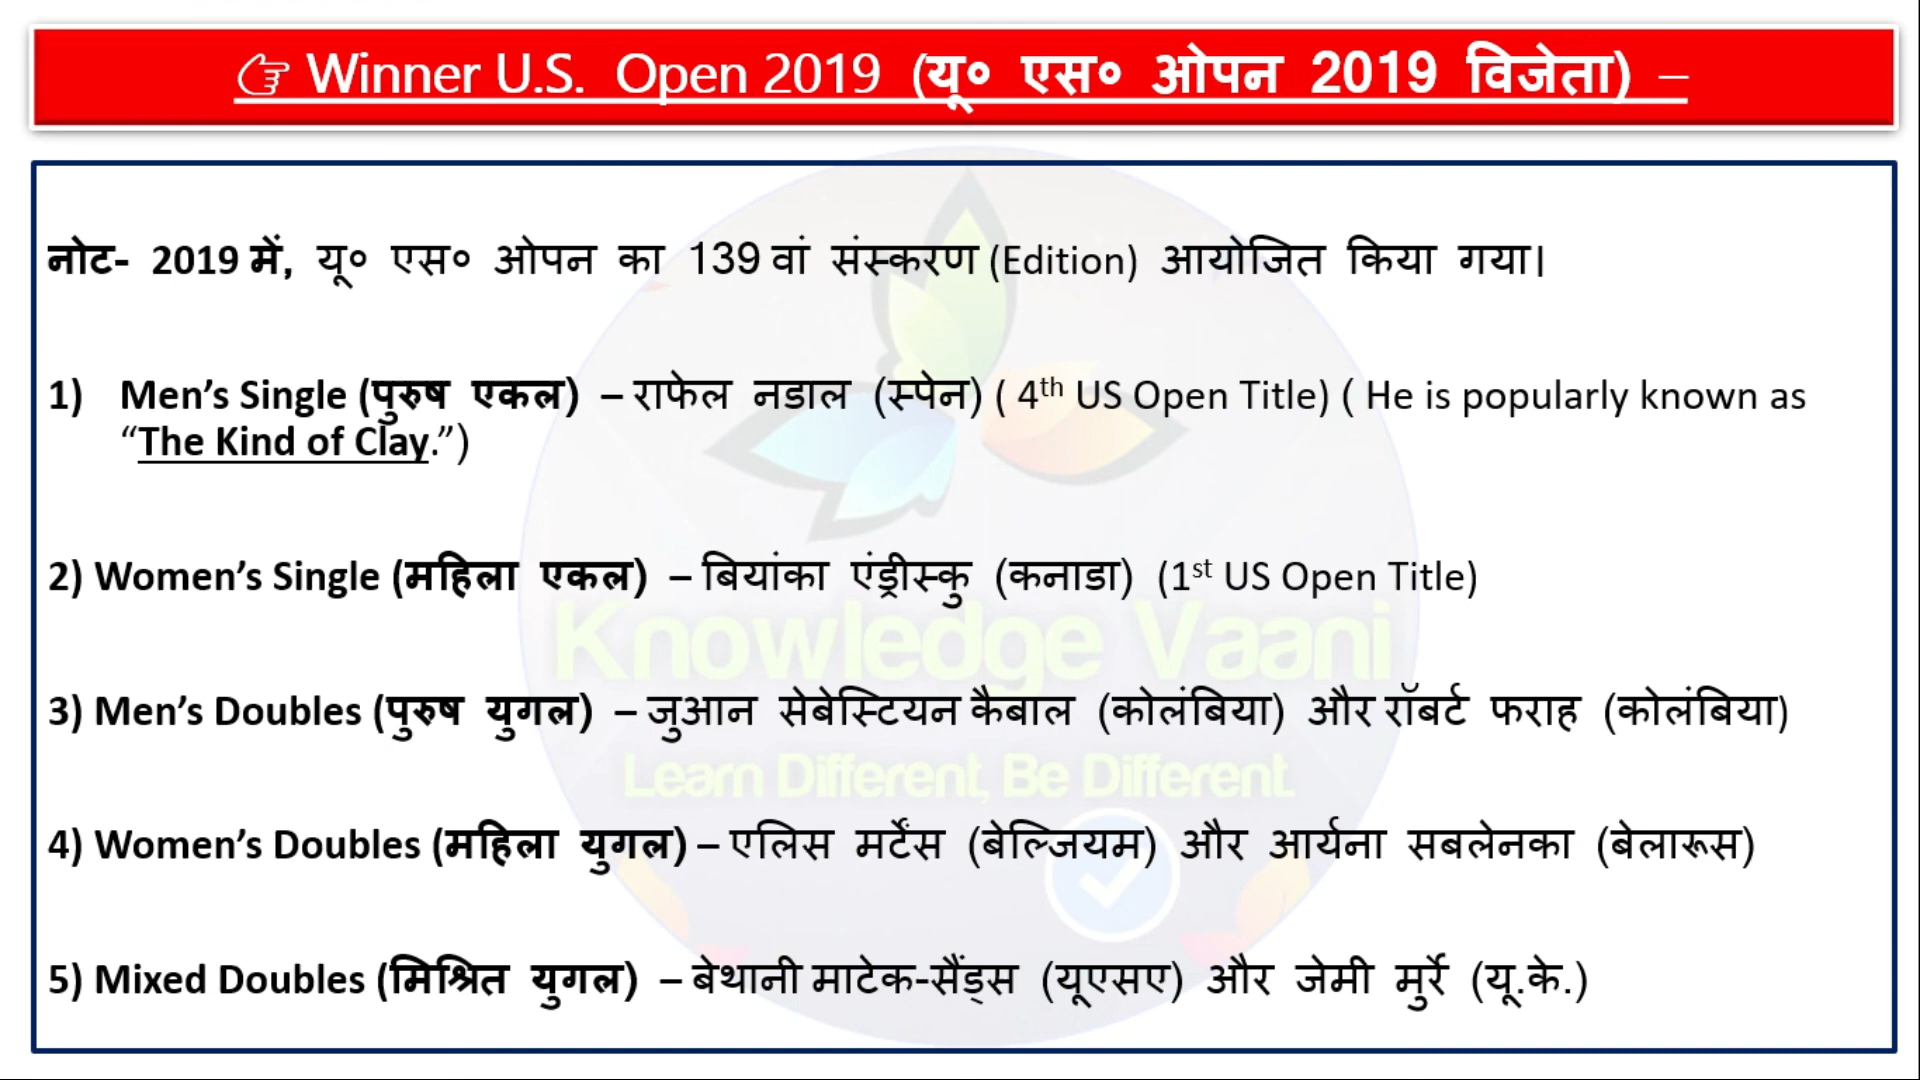 👉 Winner U.S. Open 2019 (यू० एस० ओपन 2019 विजेता) –
नोट- 2019 में, यू० एस० ओपन का 139 वां संस्करण (Edition) आयोजित किया गया।
1) Men’s Single (पुरुष एकल) – राफेल नडाल (स्पेन) ( 4th US Open Title) ( He is popularly known as
“The Kind of Clay.”)
2) Women’s Single (महिला एकल) – बियांका एंड्रीस्कु (कनाडा) (1st US Open Title)
Knowledge Vaani
3) Men’s Doubles (पुरुष युगल) – जुआन सेबेस्टियन कैबाल (कोलंबिया) और रॉबर्ट फराह (कोलंबिया)
Learn Different, Be Different
4) Women’s Doubles (महिला युगल) – एलिस मर्टेंस (बेल्जियम) और आर्यना सबलेनका (बेलारूस)
5) Mixed Doubles (मिश्रित युगल) – बेथानी माटेक-सैंड्स (यूएसए) और जेमी मुर्रे (यू.के.)